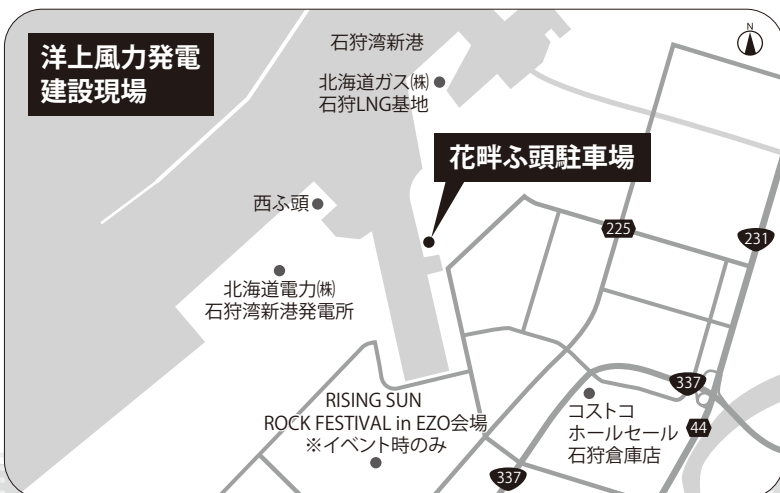 洋上風力発電
建設現場
石狩湾新港
N
北海道ガス㈱
石狩LNG基地
花畔ふ頭駐車場
西ふ頭
225
231
北海道電力㈱
石狩湾新港発電所
RISING SUN
ROCK FESTIVAL in EZO会場
※イベント時のみ
337
コストコ
ホールセール
石狩倉庫店
44
337